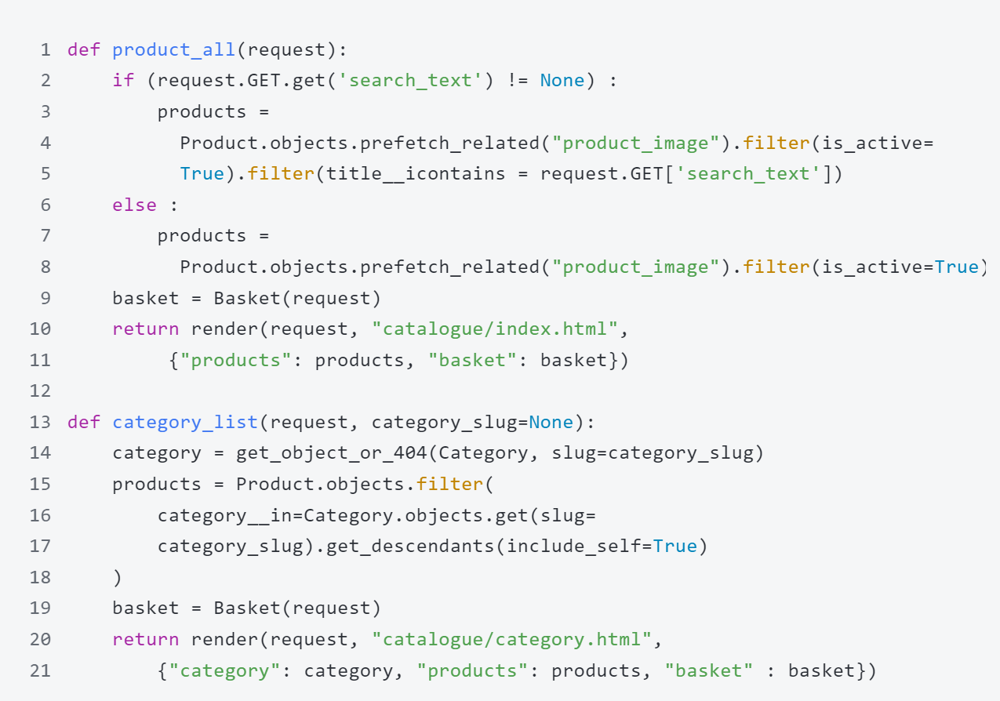 1 def product_all(request):
2     if (request.GET.get('search_text') != None) :
3         products =
4           Product.objects.prefetch_related("product_image").filter(is_active=
5           True).filter(title__icontains = request.GET['search_text'])
6     else :
7         products =
8           Product.objects.prefetch_related("product_image").filter(is_active=True)
9     basket = Basket(request)
10     return render(request, "catalogue/index.html",
11          {"products": products, "basket": basket})
12
13 def category_list(request, category_slug=None):
14     category = get_object_or_404(Category, slug=category_slug)
15     products = Product.objects.filter(
16         category__in=Category.objects.get(slug=
17         category_slug).get_descendants(include_self=True)
18     )
19     basket = Basket(request)
20     return render(request, "catalogue/category.html",
21         {"category": category, "products": products, "basket" : basket})